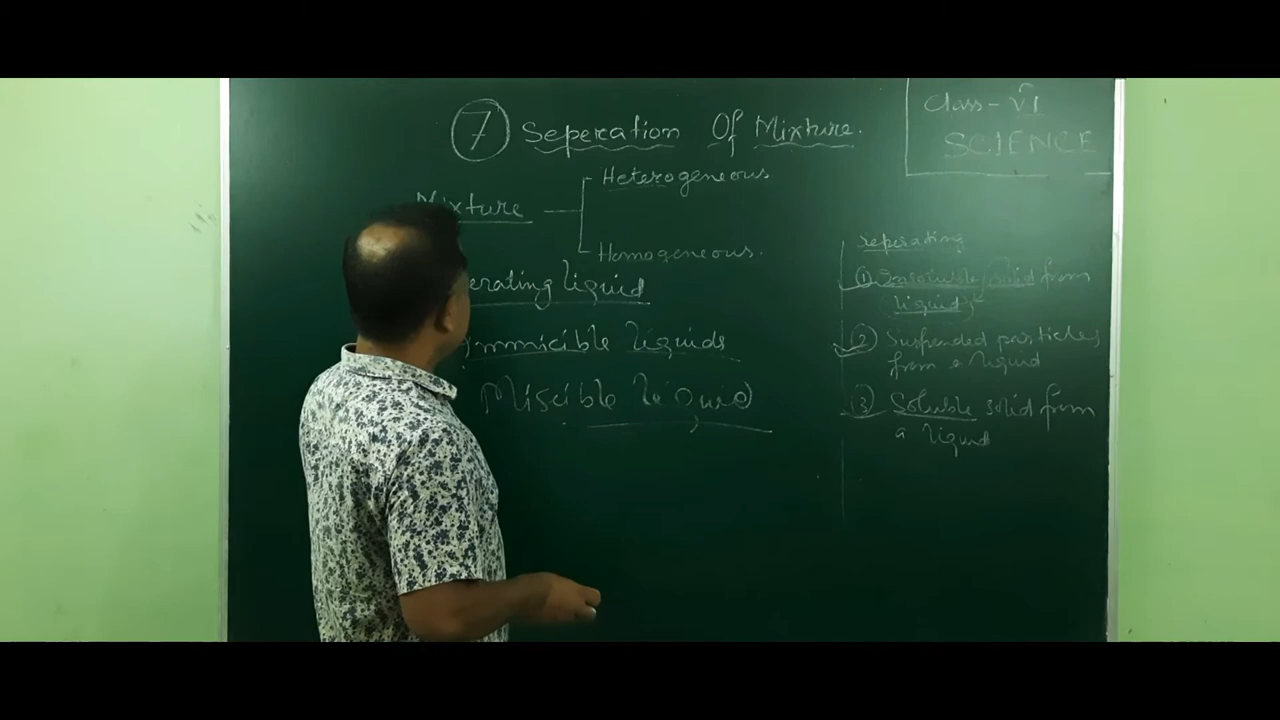 Class - VI
SCIENCE
7 Seperation Of Mixture.
Mixture
Heterogeneous
Homogeneous.
erating liquid
Immicible liquids
Miscible liquid
seperating
(1) Insoluble solid from
liquid
(2) Suspended particles
from a liquid
(3) Soluble solid from
a liquid